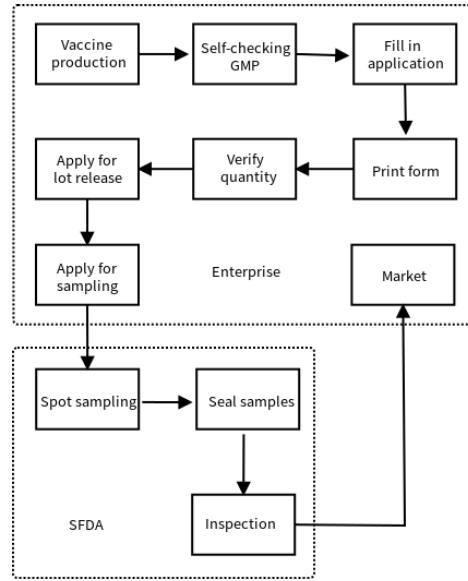 Vaccine
production
Self-checking
GMP
Fill in
application
Apply for
lot release
Verify
quantity
Print form
Apply for
sampling
Enterprise
Market
Spot sampling
Seal samples
SFDA
Inspection